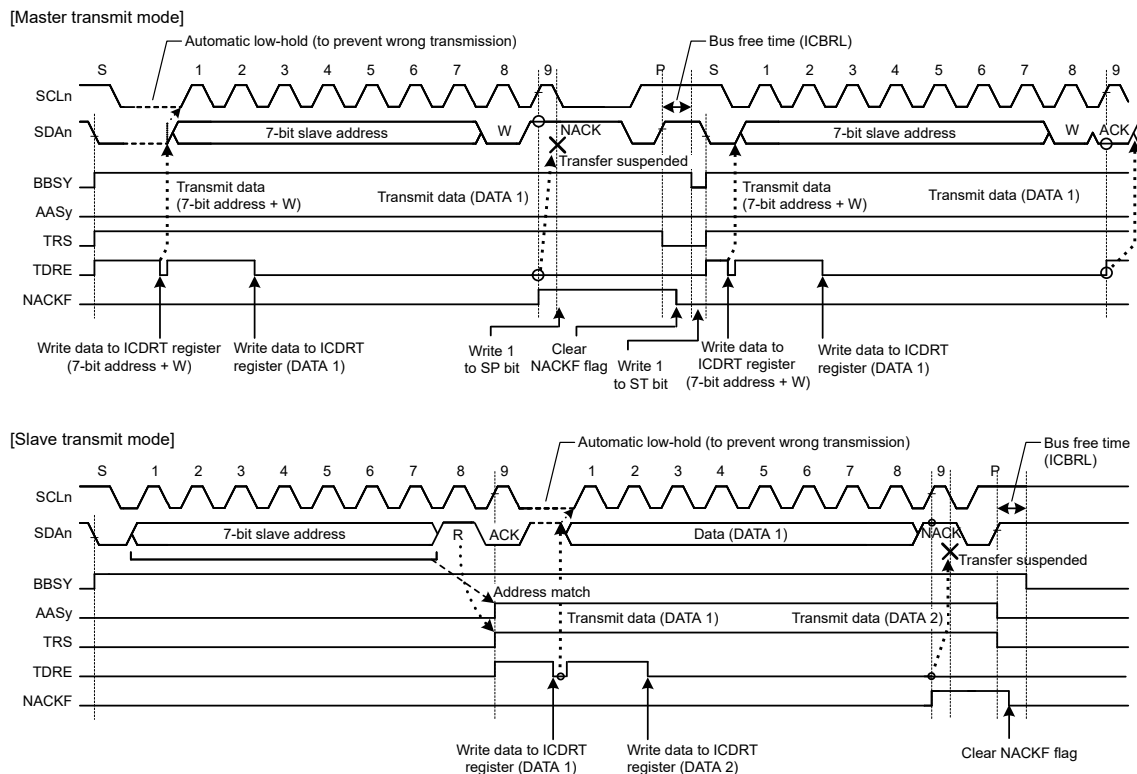 [Master transmit mode]
Automatic low-hold (to prevent wrong transmission)
Bus free time (ICBRL)
S 1 2 3 4 5 6 7 8 9 P S 1 2 3 4 5 6 7 8 9
SCLn
SDAn
7-bit slave address W NACK 7-bit slave address W ACK
Transfer suspended
BBSY
Transmit data
(7-bit address + W)
Transmit data (DATA 1)
Transmit data
(7-bit address + W)
Transmit data (DATA 1)
AASy
TRS
TDRE
NACKF
Write data to ICDRT register
(7-bit address + W)
Write data to ICDRT
register (DATA 1)
Write 1
to SP bit
Clear
NACKF flag
Write 1
to ST bit
Write data to
ICDRT register
(7-bit address + W)
Write data to ICDRT
register (DATA 1)
[Slave transmit mode]
Automatic low-hold (to prevent wrong transmission)
Bus free time
(ICBRL)
S 1 2 3 4 5 6 7 8 9 1 2 3 4 5 6 7 8 9 P
SCLn
SDAn
7-bit slave address R ACK Data (DATA 1) NACK
Transfer suspended
BBSY
Address match
AASy
Transmit data (DATA 1)
Transmit data (DATA 2)
TRS
TDRE
NACKF
Write data to ICDRT
register (DATA 1)
Write data to ICDRT
register (DATA 2)
Clear NACKF flag